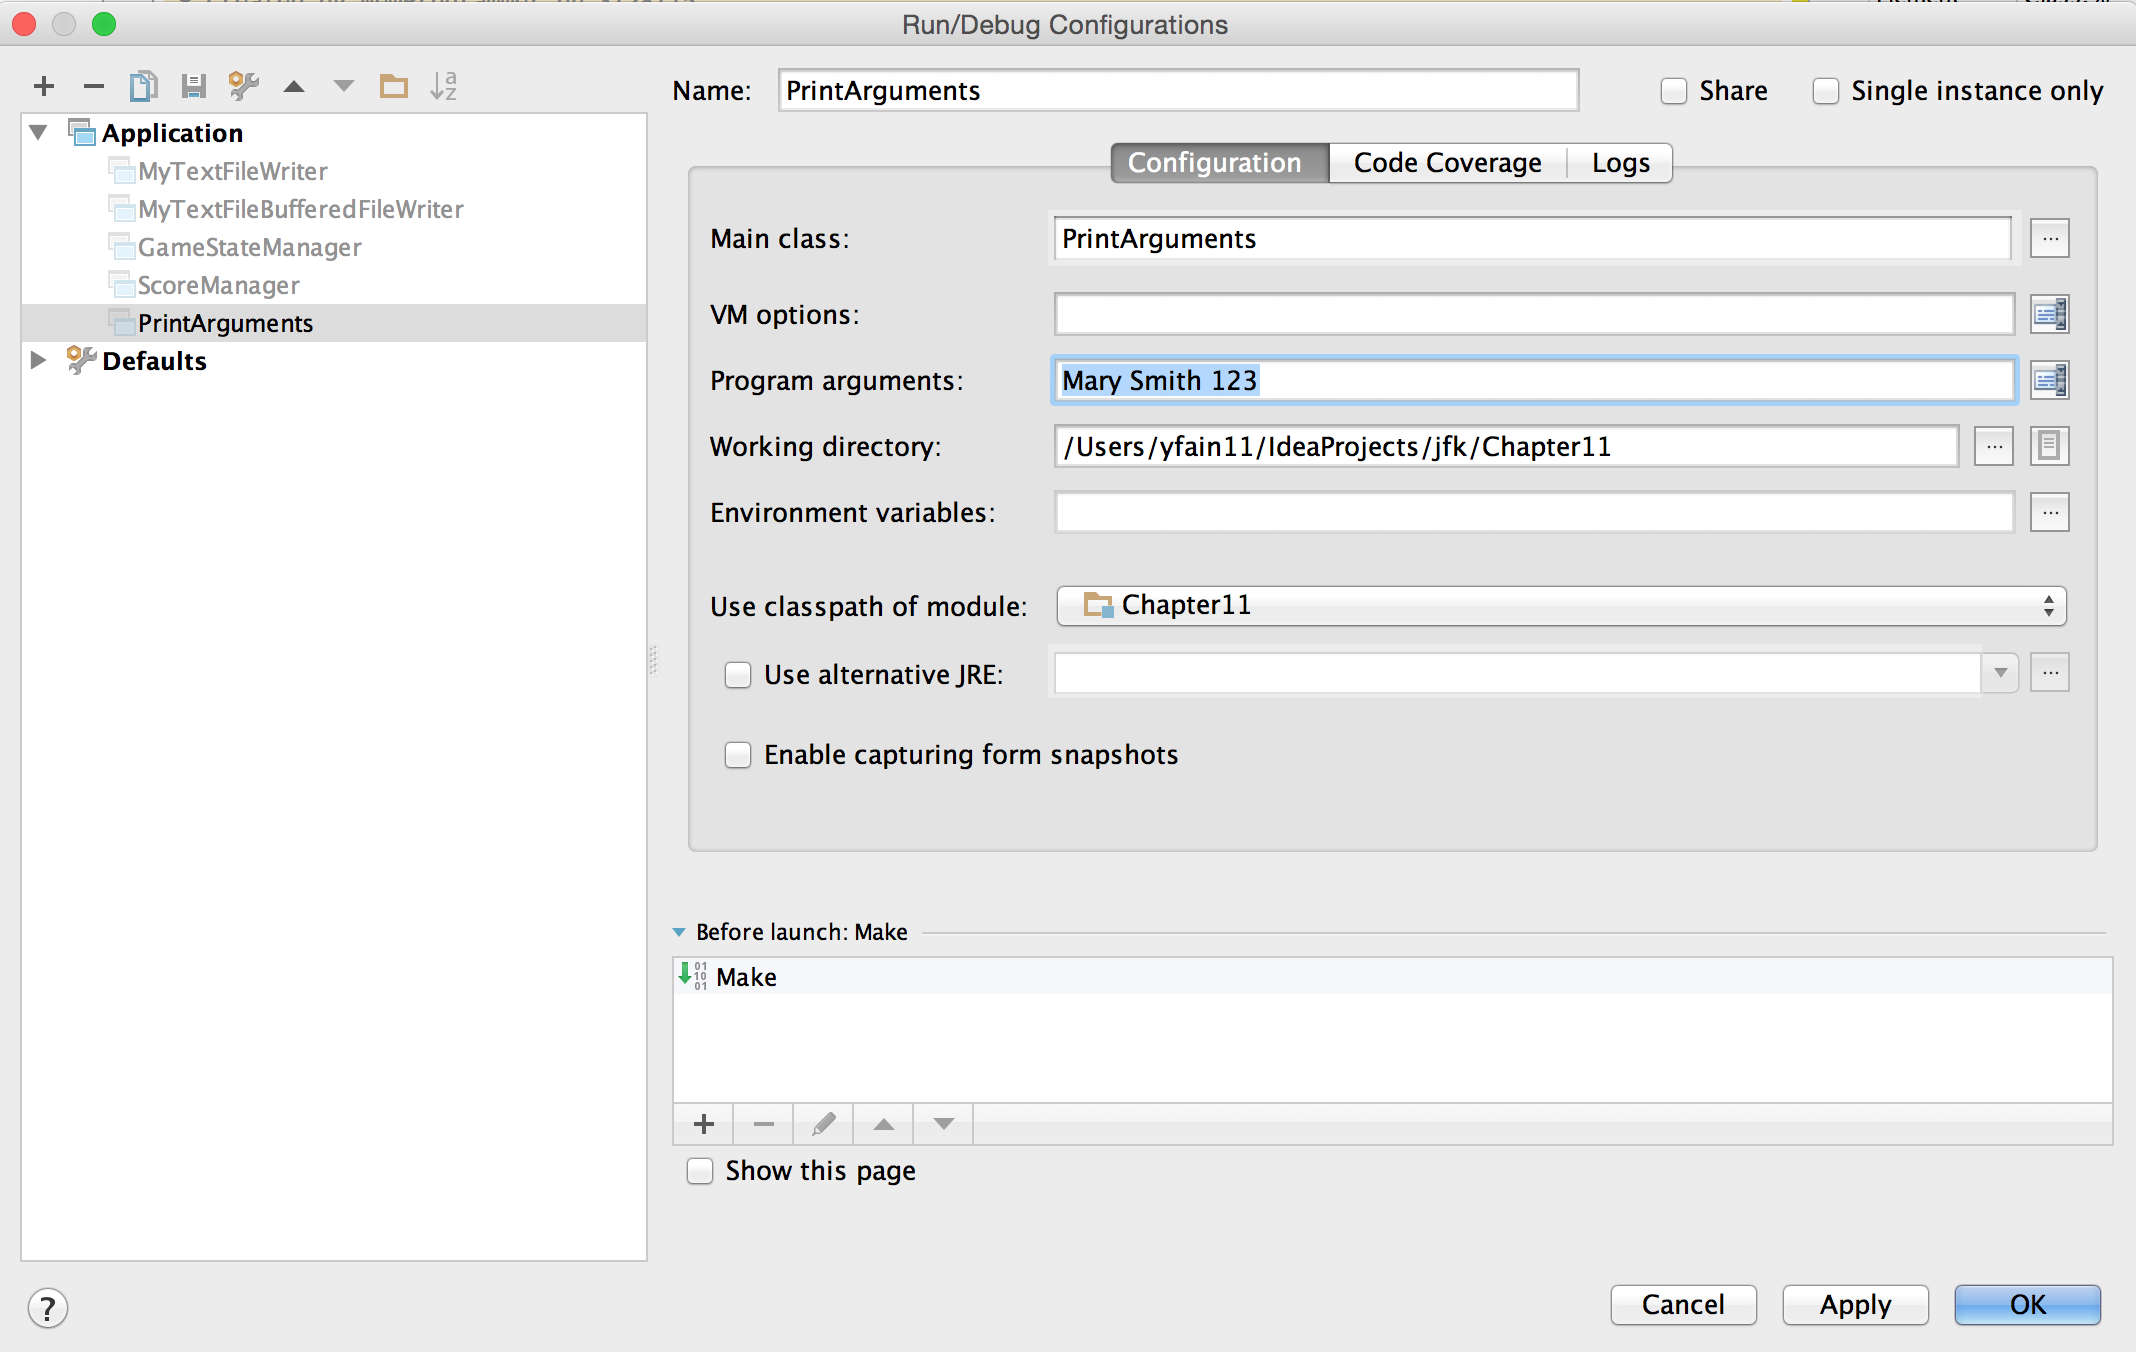 Run/Debug Configurations
Name: PrintArguments Share Single instance only
Application
MyTextFileWriter
MyTextFileBufferedFileWriter
GameStateManager
ScoreManager
PrintArguments
Defaults
Configuration Code Coverage Logs
Main class: PrintArguments ...
VM options:
Program arguments: Mary Smith 123
Working directory: /Users/yfain11/IdeaProjects/jfk/Chapter11 ...
Environment variables: ...
Use classpath of module: Chapter11
Use alternative JRE: ...
Enable capturing form snapshots
Before launch: Make
Make
Show this page
? Cancel Apply OK